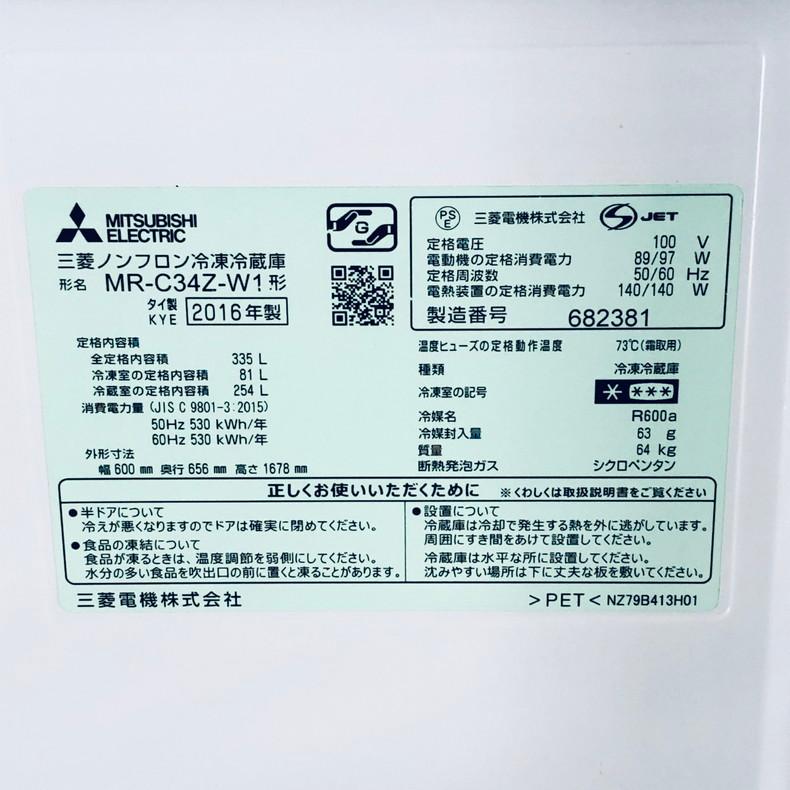 MITSUBISHI
ELECTRIC
三菱ノンフロン冷凍冷蔵庫
形名 MR-C34Z-W1形
タイ製
KYE 2016年製
G
PSE 三菱電機株式会社 S JET
定格電圧 100 V
電動機の定格消費電力 89/97 W
定格周波数 50/60 Hz
電熱装置の定格消費電力 140/140 W
製造番号 682381
定格内容積
全定格内容積 335 L
冷凍室の定格内容積 81 L
冷蔵室の定格内容積 254 L
消費電力量 (JIS C 9801-3:2015)
50Hz 530 kWh/年
60Hz 530 kWh/年
外形寸法
幅 600 mm 奥行 656 mm 高さ 1678 mm
温度ヒューズの定格動作温度 73℃(霜取用)
種類 冷凍冷蔵庫
冷凍室の記号 * ***
冷媒名 R600a
冷媒封入量 63 g
質量 64 kg
断熱発泡ガス シクロペンタン
正しくお使いいただくために ※くわしくは取扱説明書をご覧ください
●半ドアについて
冷えが悪くなりますのでドアは確実に閉めてください。
●食品の凍結について
食品が凍るときは、温度調節を弱側にしてください。
水分の多い食品を吹出口の前に置くと凍ることがあります。
●設置について
冷蔵庫は冷却で発生する熱を外に逃がしています。
周囲にすき間をあけて設置してください。
冷蔵庫は水平な所に設置してください。
沈みやすい場所は下に丈夫な板を敷いてください。
三菱電機株式会社
>PET< NZ79B413H01